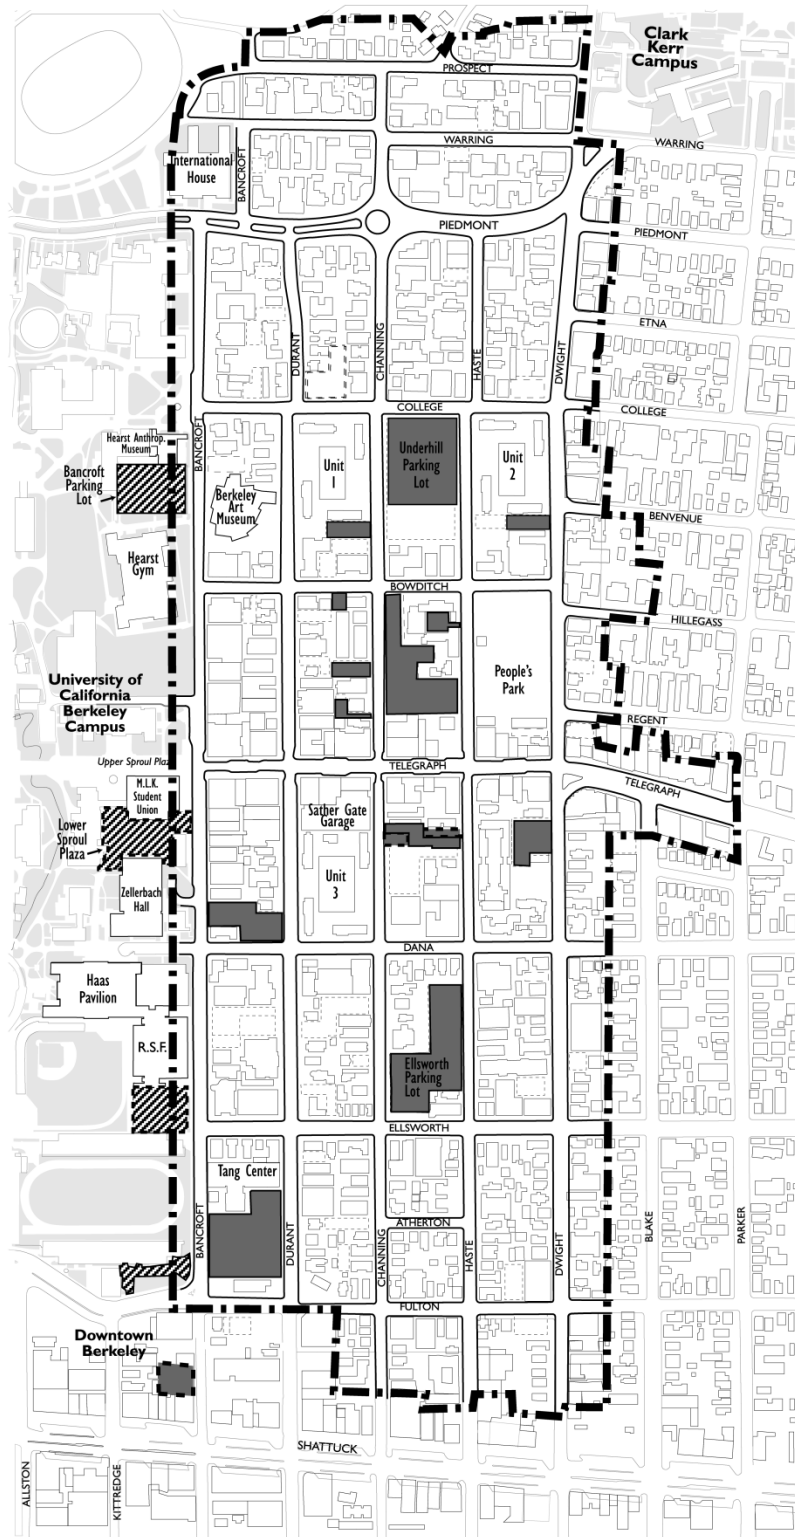 Clark
Kerr
Campus
PROSPECT
WARRING
WARRING
International
House
BANCROFT
PIEDMONT
PIEDMONT
ETNA
DURANT
CHANNING
HASTE
DWIGHT
COLLEGE
COLLEGE
BANCROFT
Hearst Anthrop.
Museum
Bancroft
Parking
Lot
Berkeley
Art
Museum
Unit
1
Underhill
Parking
Lot
Unit
2
BENVENUE
Hearst
Gym
BOWDITCH
HILLEGASS
University of
California
Berkeley
Campus
People's
Park
REGENT
Upper Sproul Plaz
TELEGRAPH
TELEGRAPH
M.L.K.
Student
Union
Sather Gate
Garage
Lower
Sproul
Plaza
Unit
3
Zellerbach
Hall
DANA
Haas
Pavilion
R.S.F.
Ellsworth
Parking
Lot
ELLSWORTH
Tang Center
BANCROFT
DURANT
CHANNING
ATHERTON
HASTE
DWIGHT
BLAKE
PARKER
FULTON
Downtown
Berkeley
SHATTUCK
ALLSTON
KITTREDGE